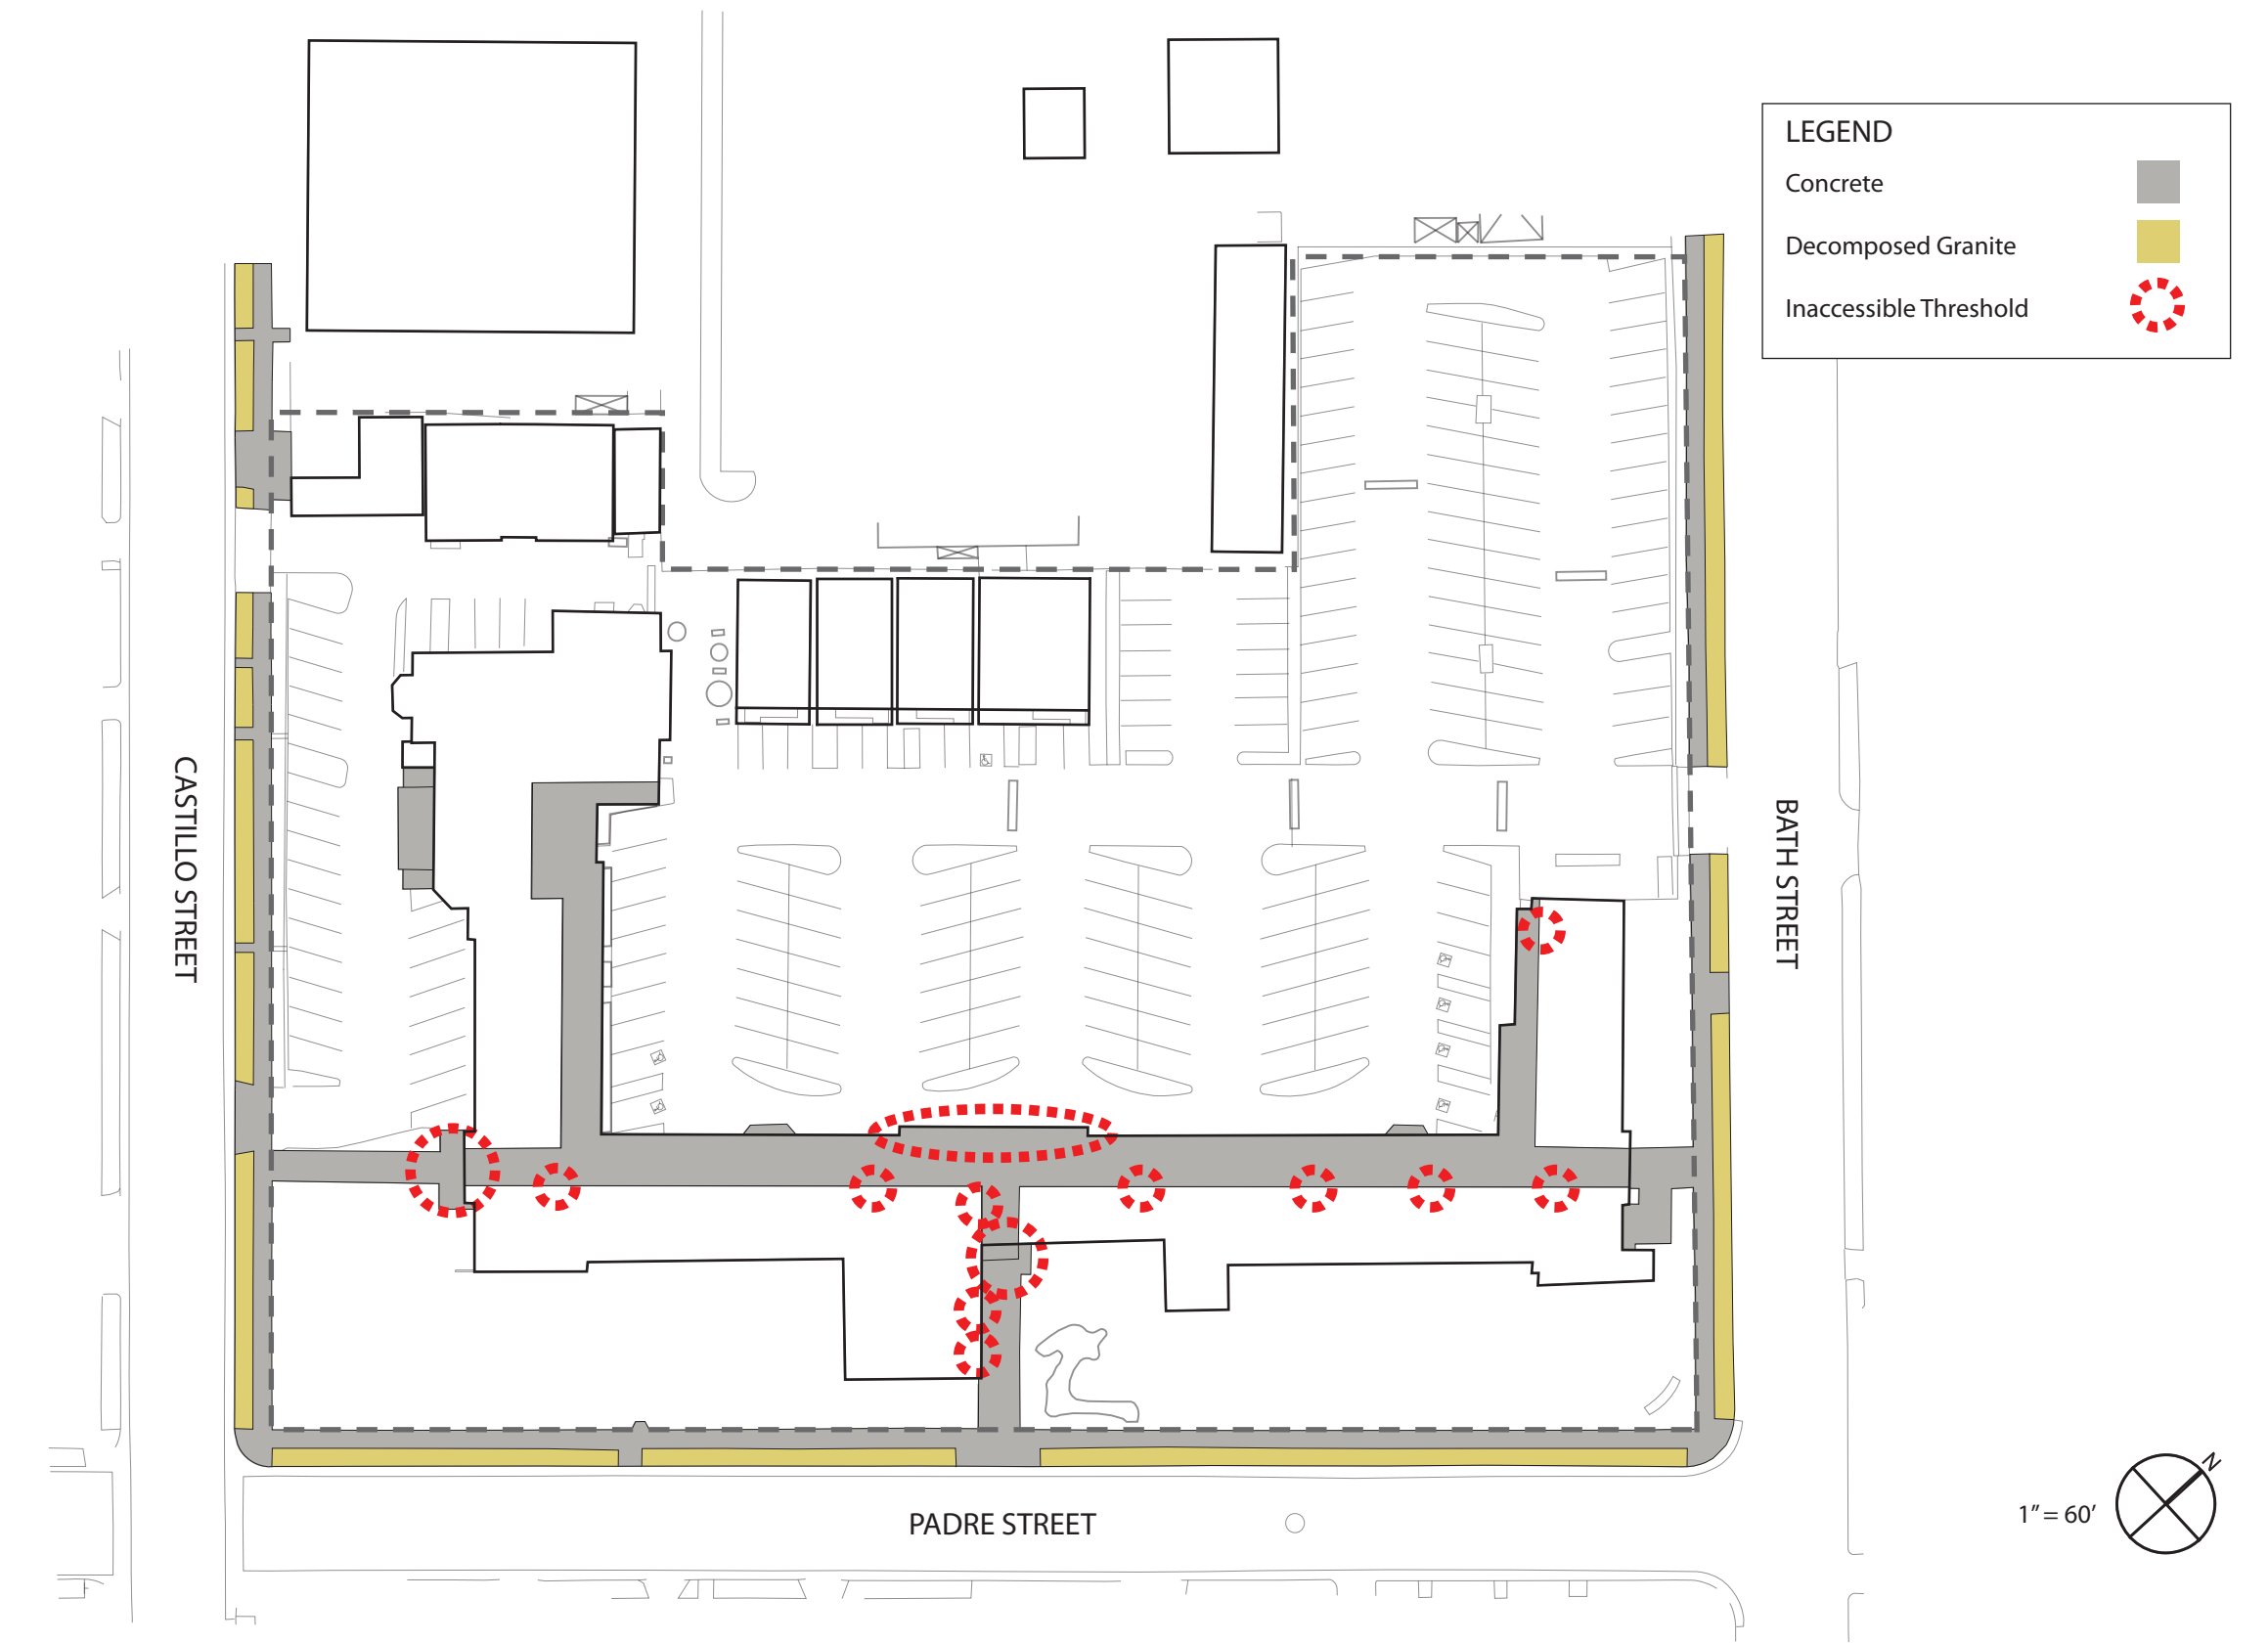 LEGEND
Concrete
Decomposed Granite
Inaccessible Threshold
CASTILLO STREET
BATH STREET
PADRE STREET
1” = 60’
N